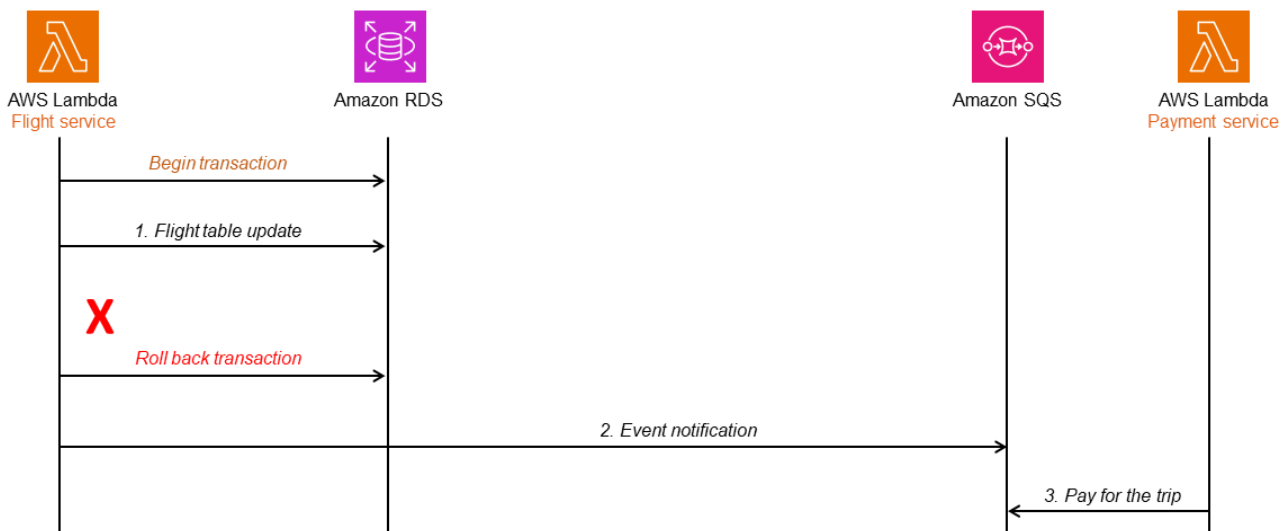 AWS Lambda
Flight service
Amazon RDS
Amazon SQS
AWS Lambda
Payment service
Begin transaction
1. Flight table update
X
Roll back transaction
2. Event notification
3. Pay for the trip